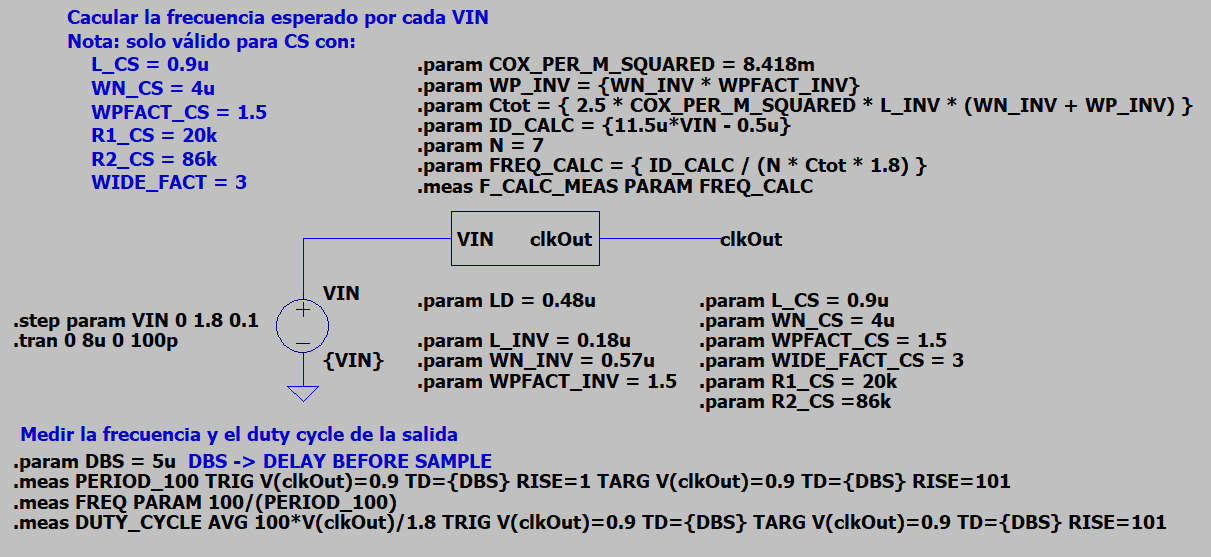 Cacular la frecuencia esperado por cada VIN
Nota: solo válido para CS con:
L_CS = 0.9u
WN_CS = 4u
WPFACT_CS = 1.5
R1_CS = 20k
R2_CS = 86k
WIDE_FACT = 3
.param COX_PER_M_SQUARED = 8.418m
.param WP_INV = {WN_INV * WPFACT_INV}
.param Ctot = { 2.5 * COX_PER_M_SQUARED * L_INV * (WN_INV + WP_INV) }
.param ID_CALC = {11.5u*VIN - 0.5u}
.param N = 7
.param FREQ_CALC = { ID_CALC / (N * Ctot * 1.8) }
.meas F_CALC_MEAS PARAM FREQ_CALC
VIN clkOut clkOut
VIN
+
.step param VIN 0 1.8 0.1
.tran 0 8u 0 100p
{VIN}
.param LD = 0.48u
.param L_INV = 0.18u
.param WN_INV = 0.57u
.param WPFACT_INV = 1.5
.param L_CS = 0.9u
.param WN_CS = 4u
.param WPFACT_CS = 1.5
.param WIDE_FACT_CS = 3
.param R1_CS = 20k
.param R2_CS =86k
Medir la frecuencia y el duty cycle de la salida
.param DBS = 5u DBS -> DELAY BEFORE SAMPLE
.meas PERIOD_100 TRIG V(clkOut)=0.9 TD={DBS} RISE=1 TARG V(clkOut)=0.9 TD={DBS} RISE=101
.meas FREQ PARAM 100/(PERIOD_100)
.meas DUTY_CYCLE AVG 100*V(clkOut)/1.8 TRIG V(clkOut)=0.9 TD={DBS} TARG V(clkOut)=0.9 TD={DBS} RISE=101